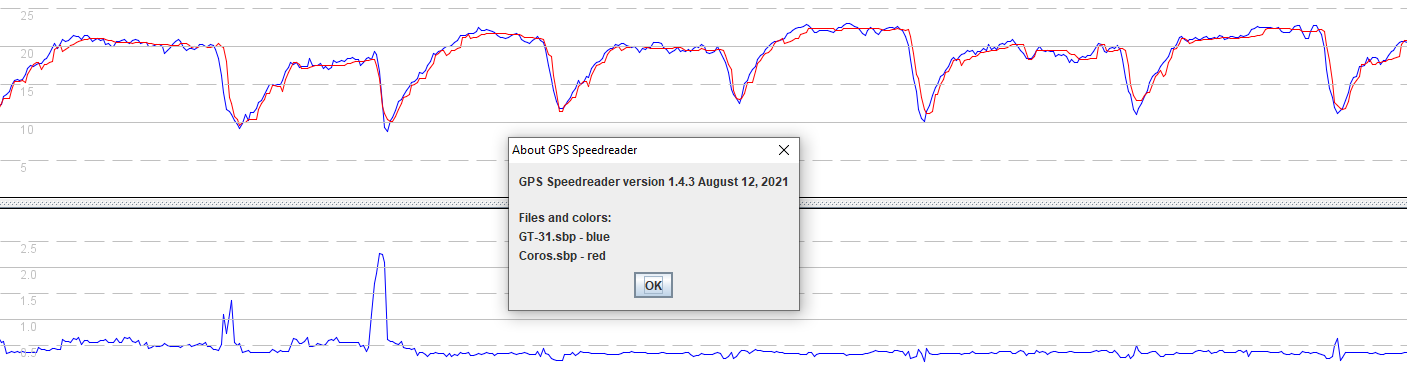 25
20
15
10
5
About GPS Speedreader
GPS Speedreader version 1.4.3 August 12, 2021
Files and colors:
GT-31.sbp - blue
Coros.sbp - red
OK
2.5
2.0
1.5
1.0
0.5